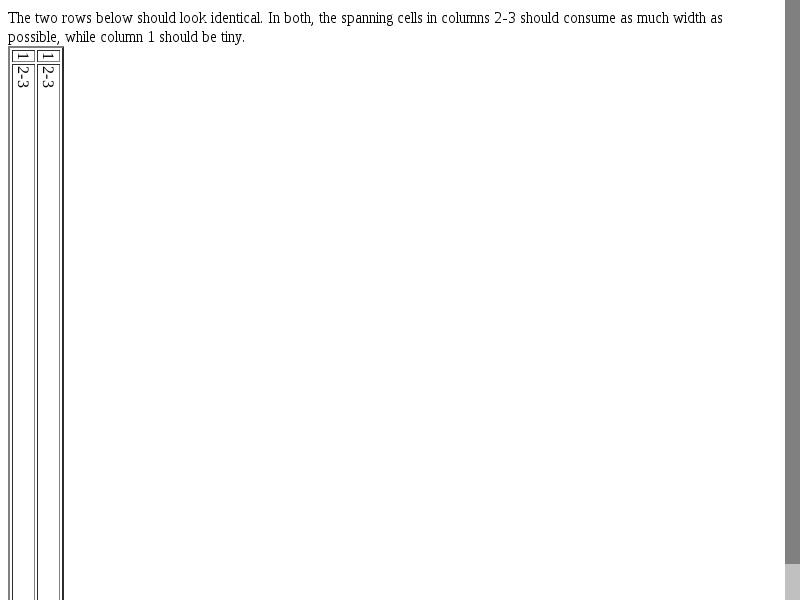 The two rows below should look identical. In both, the spanning cells in columns 2-3 should consume as much width as
possible, while column 1 should be tiny.
1 2-3
1 2-3